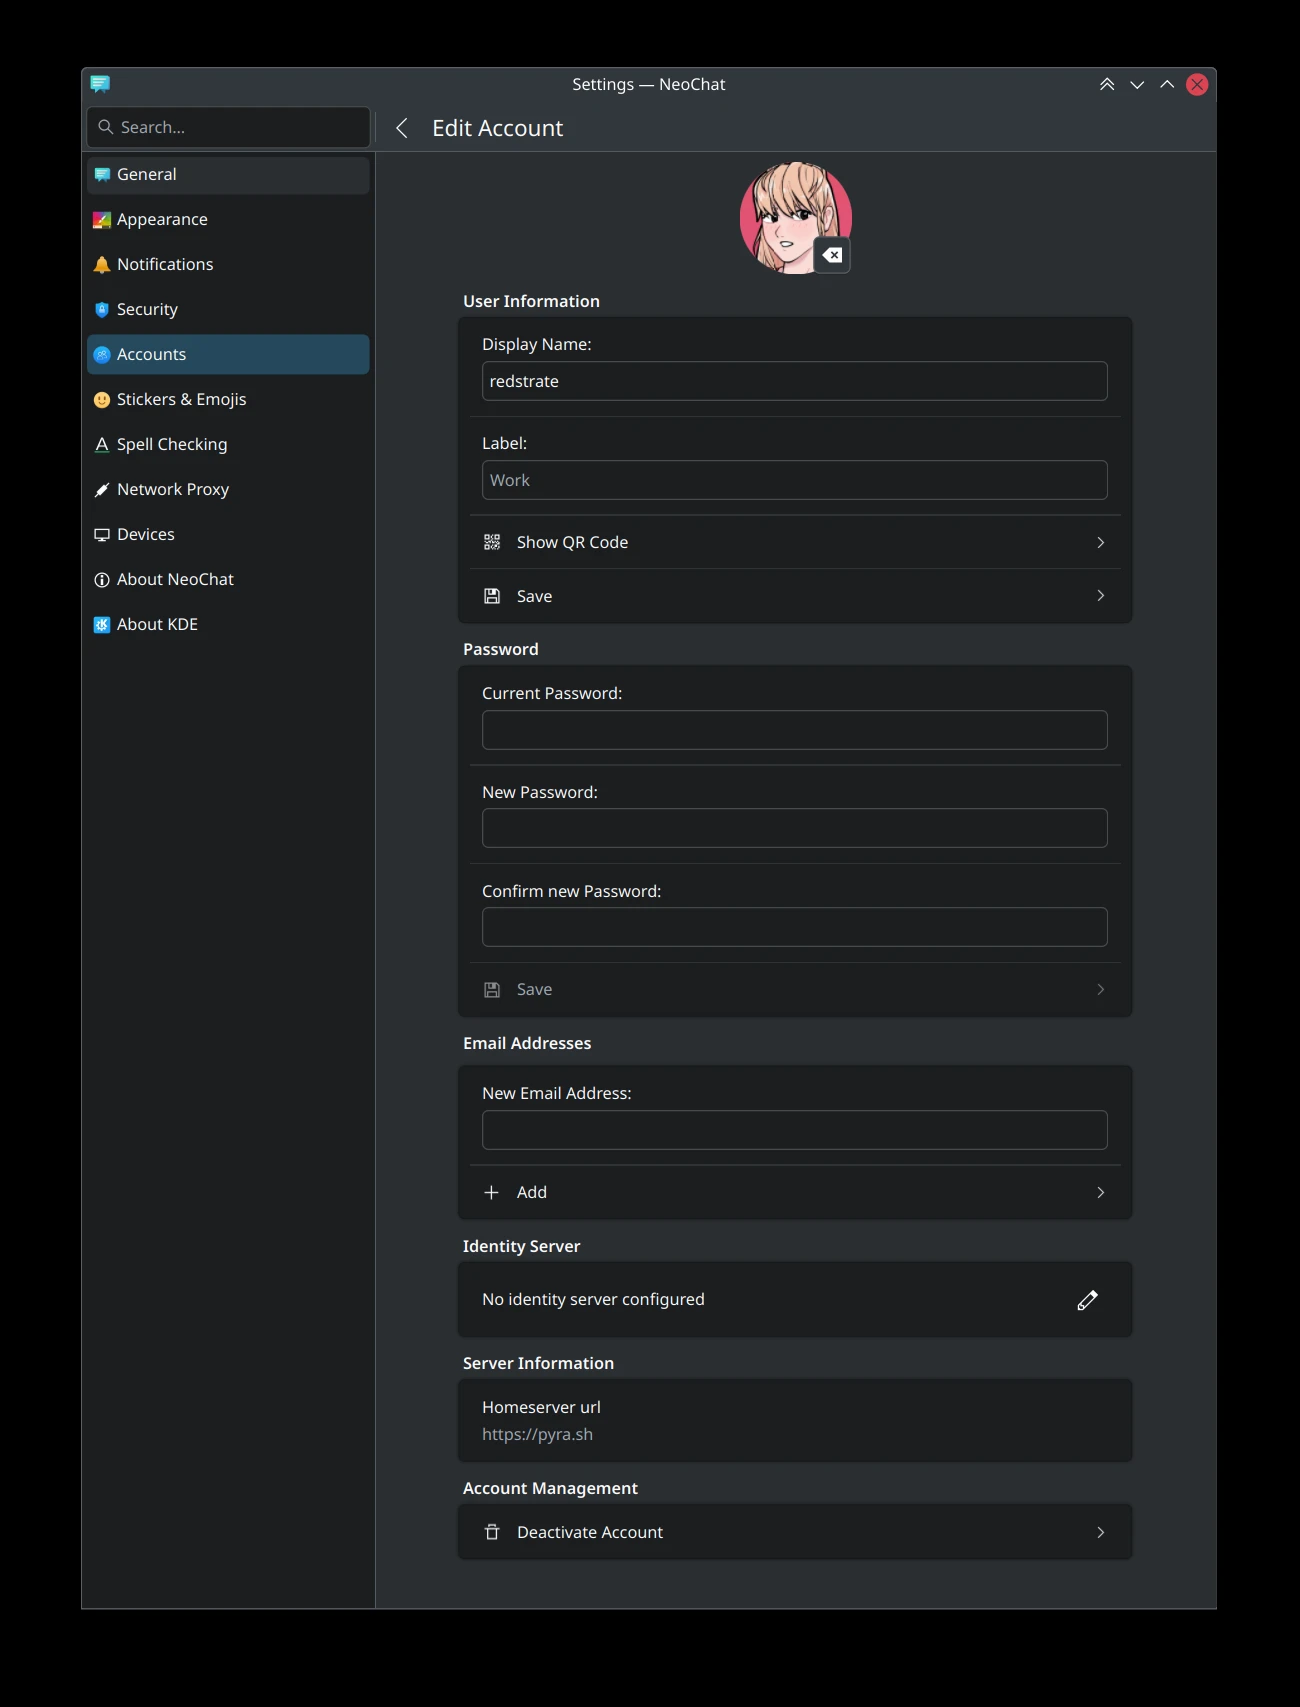 Settings — NeoChat
Search...
Edit Account
General
Appearance
Notifications
Security
Accounts
Stickers & Emojis
Spell Checking
Network Proxy
Devices
About NeoChat
About KDE
User Information
Display Name:
redstrate
Label:
Work
Show QR Code
Save
Password
Current Password:
New Password:
Confirm new Password:
Save
Email Addresses
New Email Address:
Add
Identity Server
No identity server configured
Server Information
Homeserver url
https://pyra.sh
Account Management
Deactivate Account